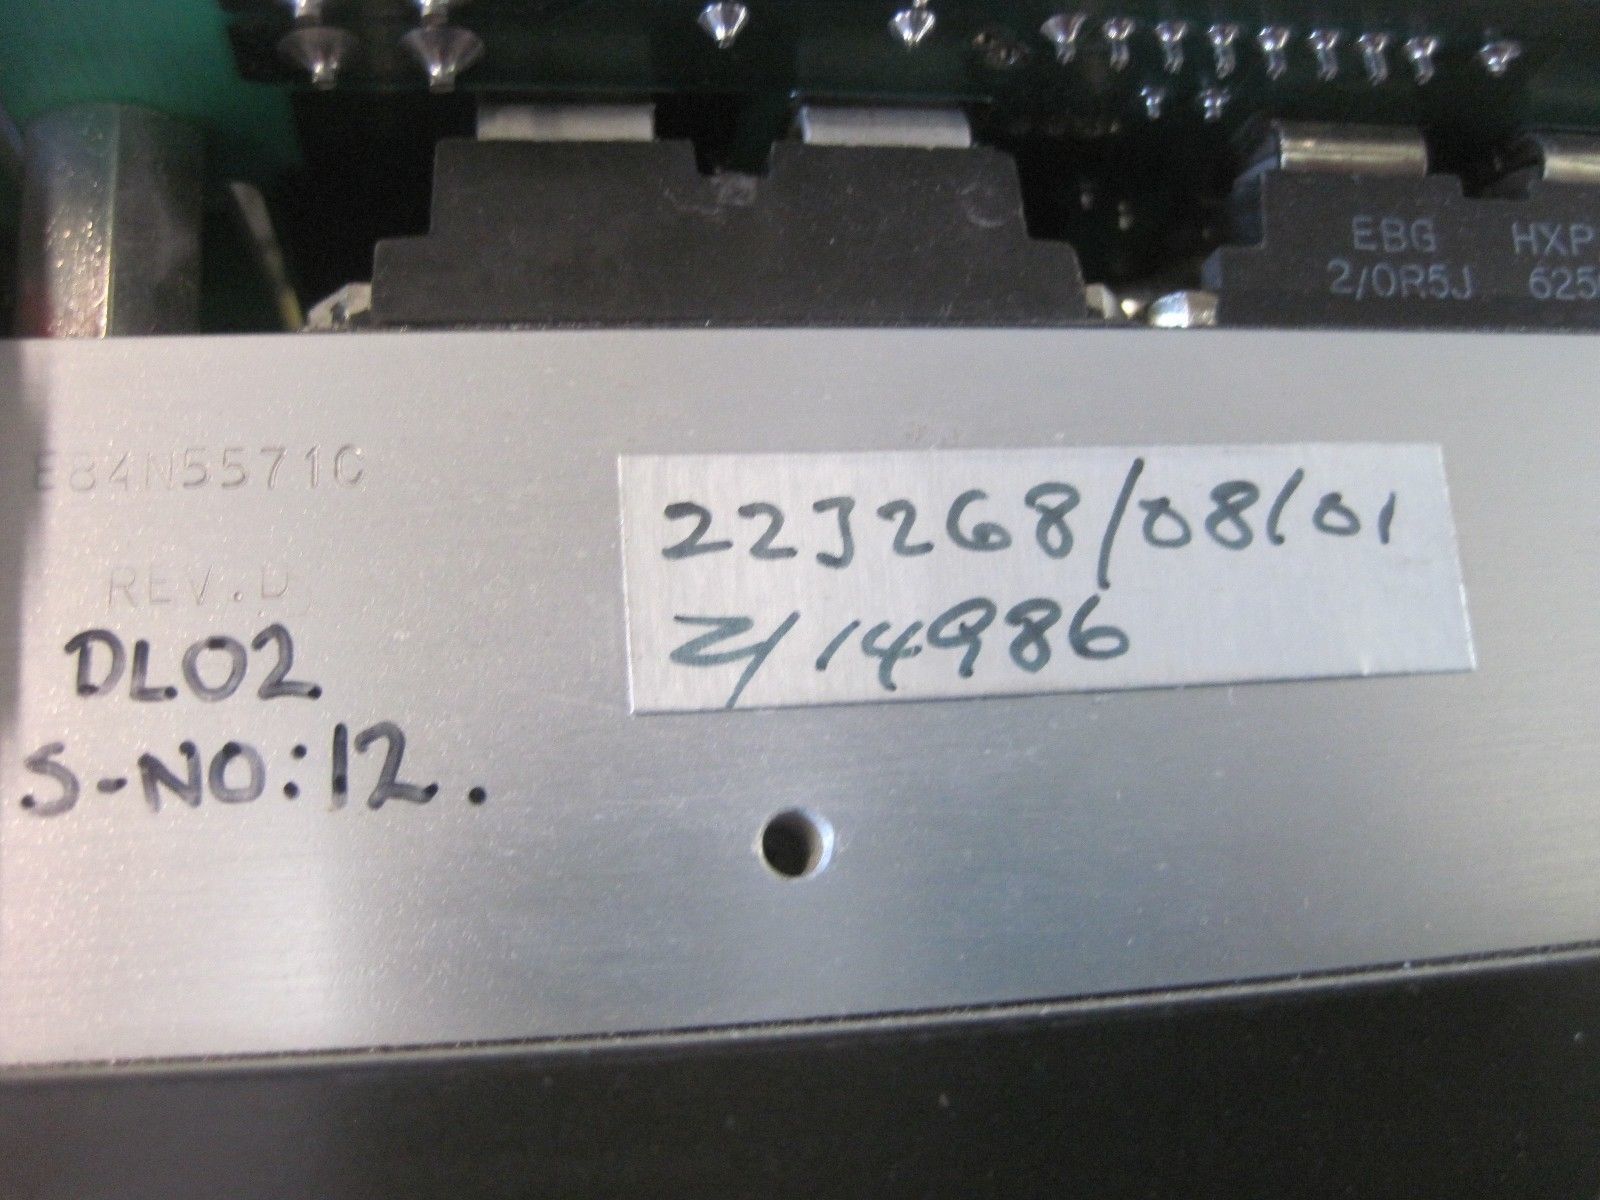 EBG HXP
2/0R5J 625
E84N5571C
REV.D
DL02
S-NO:12.
22J268/08/01
Z/14986